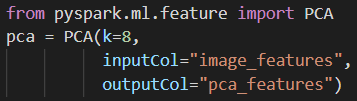 from pyspark.ml.feature import PCA
pca = PCA(k=8,
inputCol="image_features",
outputCol="pca_features")